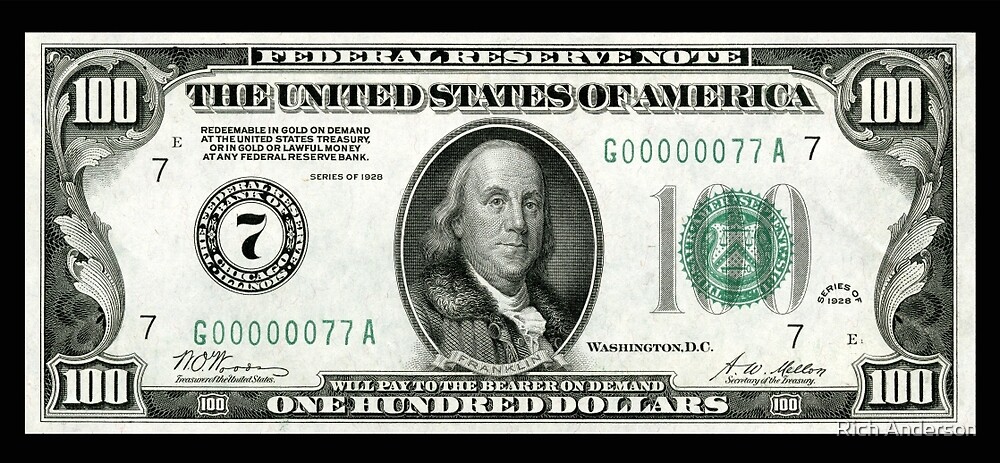 FEDERAL RESERVE NOTE
THE UNITED STATES OF AMERICA
100
100
E
REDEEMABLE IN GOLD ON DEMAND
AT THE UNITED STATES TREASURY,
OR IN GOLD OR LAWFUL MONEY
AT ANY FEDERAL RESERVE BANK.
7
SERIES OF 1928
G00000077A
7
THE FEDERAL RESERVE
BANK OF
7
CHICAGO
ILLINOIS
100
SERIES OF
1928
7
G00000077A
WASHINGTON, D.C.
7
E
W.O. Woods
Treasurer of the United States.
FRANKLIN
A. W. Mellon
Secretary of the Treasury.
100
WILL PAY TO THE BEARER ON DEMAND
100
100
ONE HUNDRED DOLLARS
100
Rich Anderson